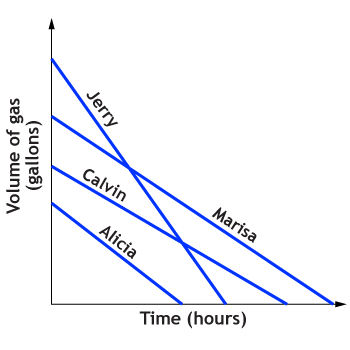 Volume of gas
(gallons)
Jerry
Calvin
Marisa
Alicia
Time (hours)